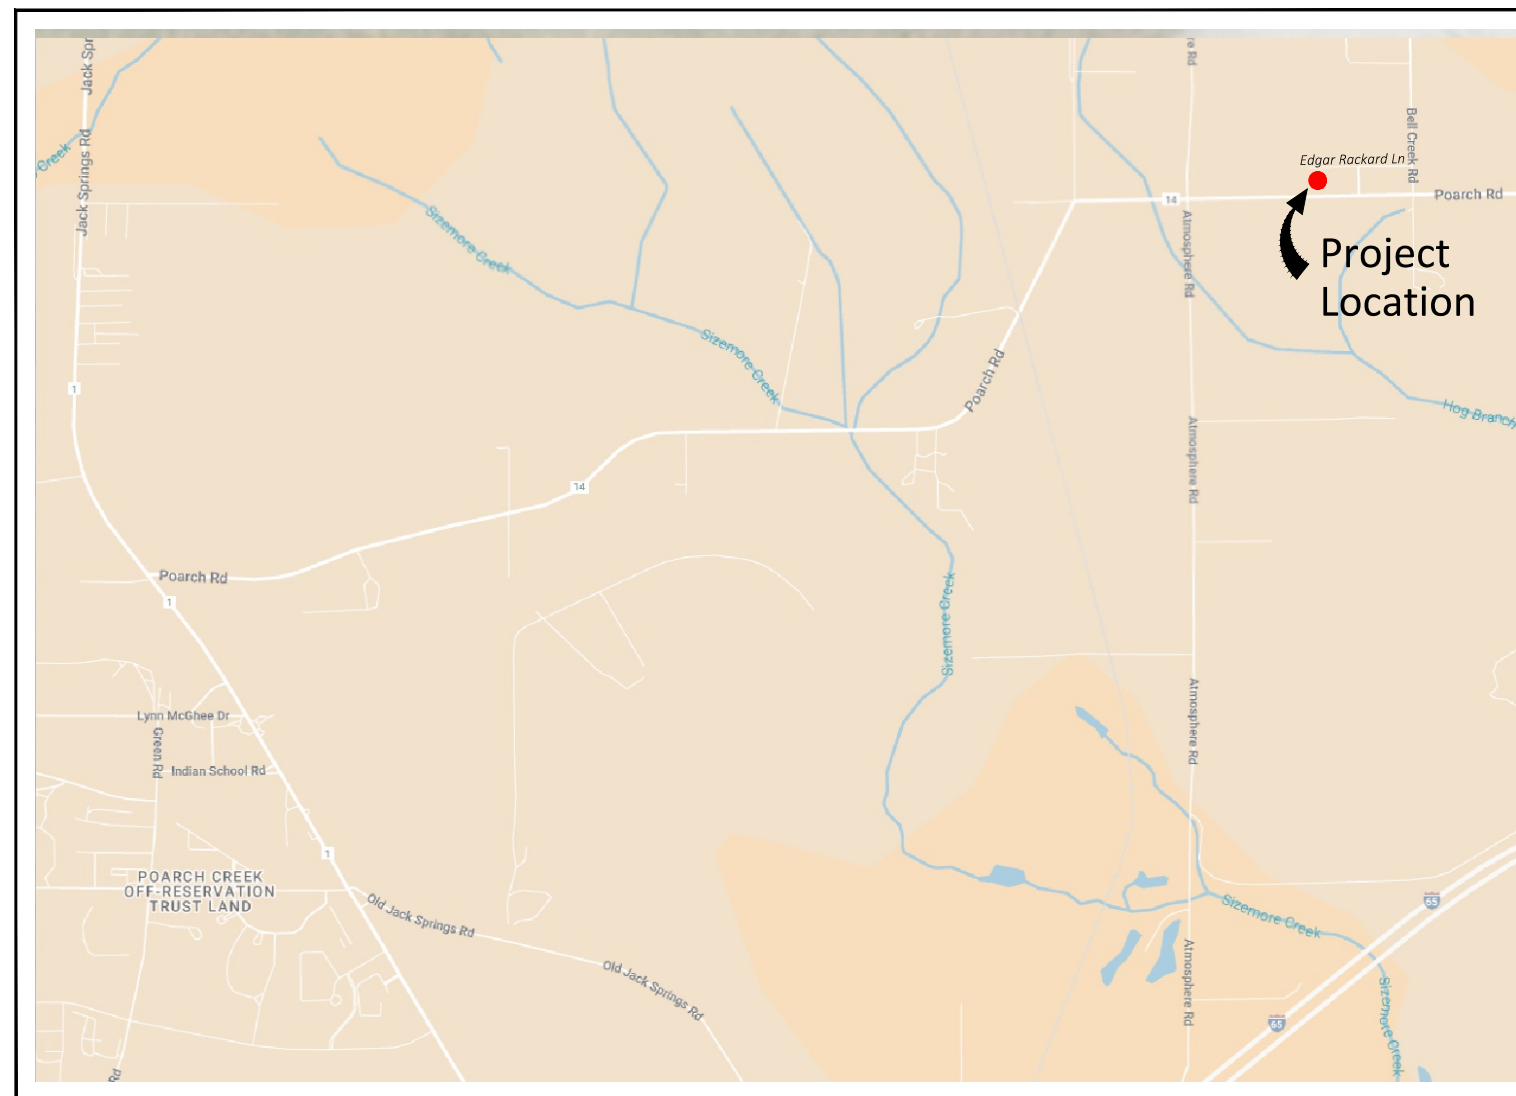 Jack Spr
re Rd
Bell Creek Rd
Creek
Jack Springs Rd
Edgar Rackard Ln
Poarch Rd
14
Sizemore Creek
Atmosphere Rd
Project
Location
Sizemore Creek
Poarch Rd
1
Hog Branch
Atmosphere Rd
14
Poarch Rd
1
Sizemore Creek
Atmosphere Rd
Lynn McGhee Dr
Green Rd
Indian School Rd
1
POARCH CREEK
OFF-RESERVATION
TRUST LAND
Old Jack Springs Rd
65
Sizemore Creek
Atmosphere Rd
Old Jack Springs Rd
Sizemore Creek
65
Rd